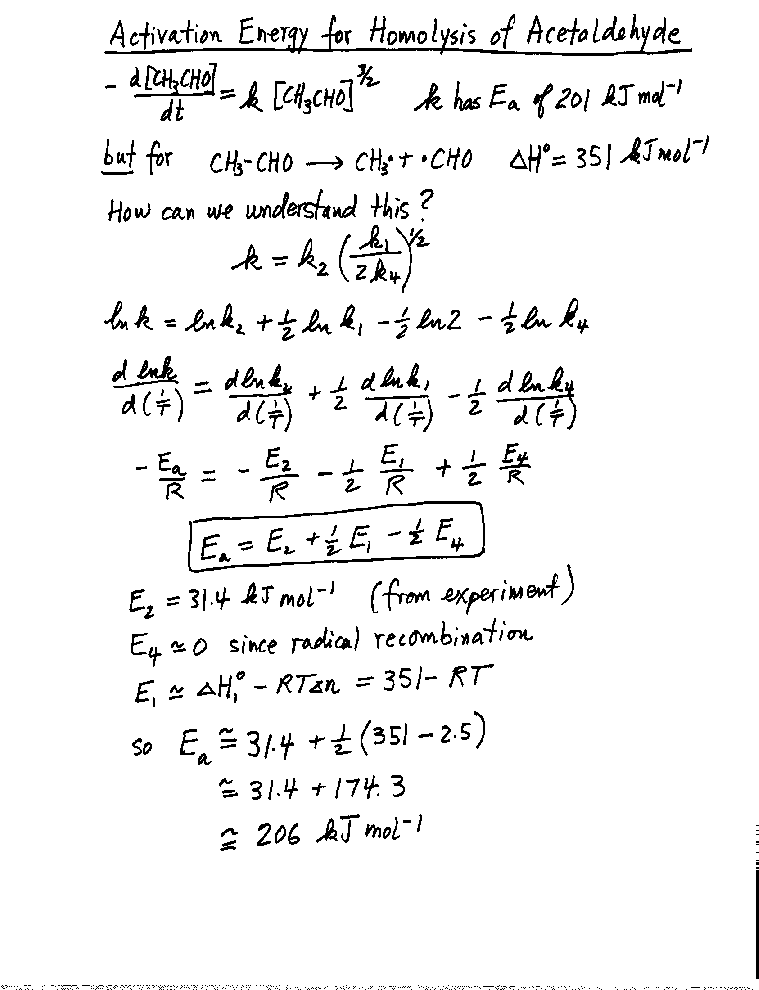 Activation Energy for Homolysis of Acetaldehyde
- d[CH₃CHO]/dt = k [CH₃CHO]^3/2   k has Ea of 201 kJ mol⁻¹
but for CH₃-CHO → CH₃• + •CHO   ΔH° = 351 kJ mol⁻¹
How can we understand this?
k = k₂ (k₁/2k₄)^1/2
ln k = ln k₂ + 1/2 ln k₁ - 1/2 ln 2 - 1/2 ln k₄
d ln k/d(1/T) = d ln k₂/d(1/T) + 1/2 d ln k₁/d(1/T) - 1/2 d ln k₄/d(1/T)
- Ea/R = - E₂/R - 1/2 E₁/R + 1/2 E₄/R
Ea = E₂ + 1/2 E₁ - 1/2 E₄
E₂ = 31.4 kJ mol⁻¹ (from experiment)
E₄ ≃ 0 since radical recombination
E₁ ≃ ΔH₁° - RTΔn = 351 - RT
so Ea ≅ 31.4 + 1/2 (351 - 2.5)
≅ 31.4 + 174.3
≅ 206 kJ mol⁻¹